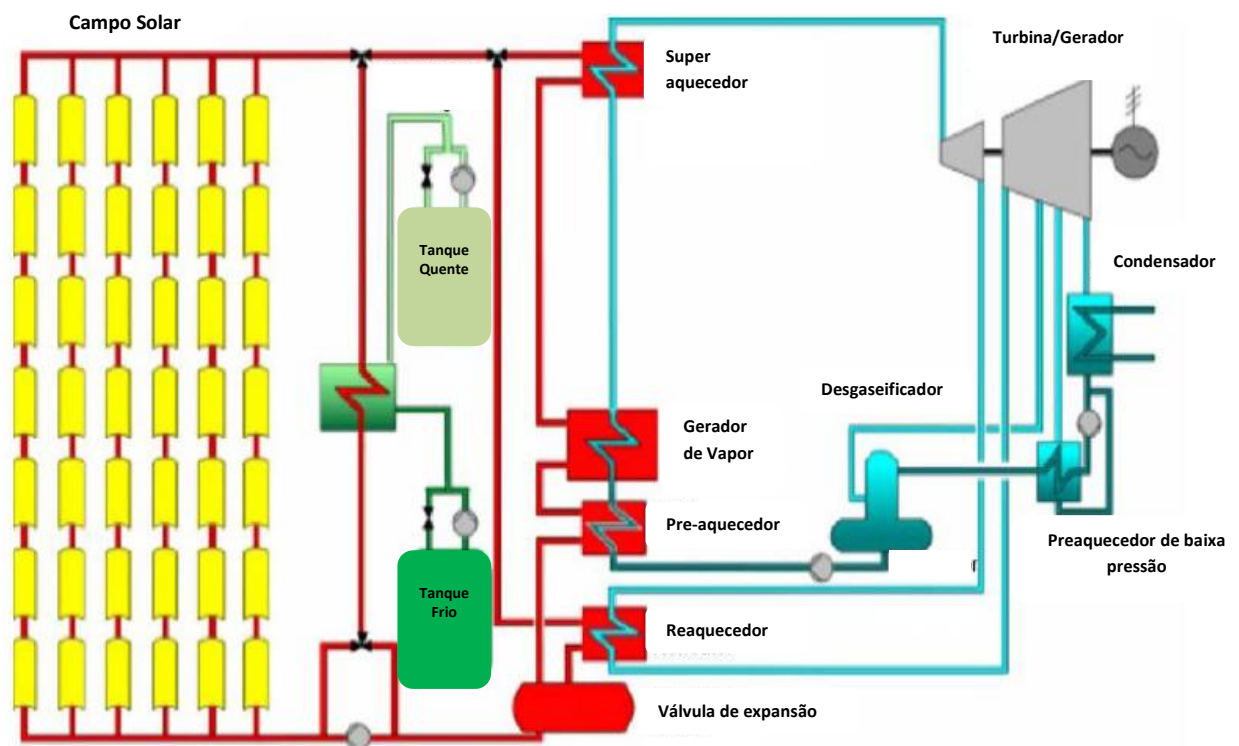 Campo Solar
Turbina/Gerador
Super
aquecedor
Tanque
Quente
Condensador
Desgaseificador
Gerador
de Vapor
Pre-aquecedor
Preaquecedor de baixa
pressão
Tanque
Frio
Reaquecedor
Válvula de expansão